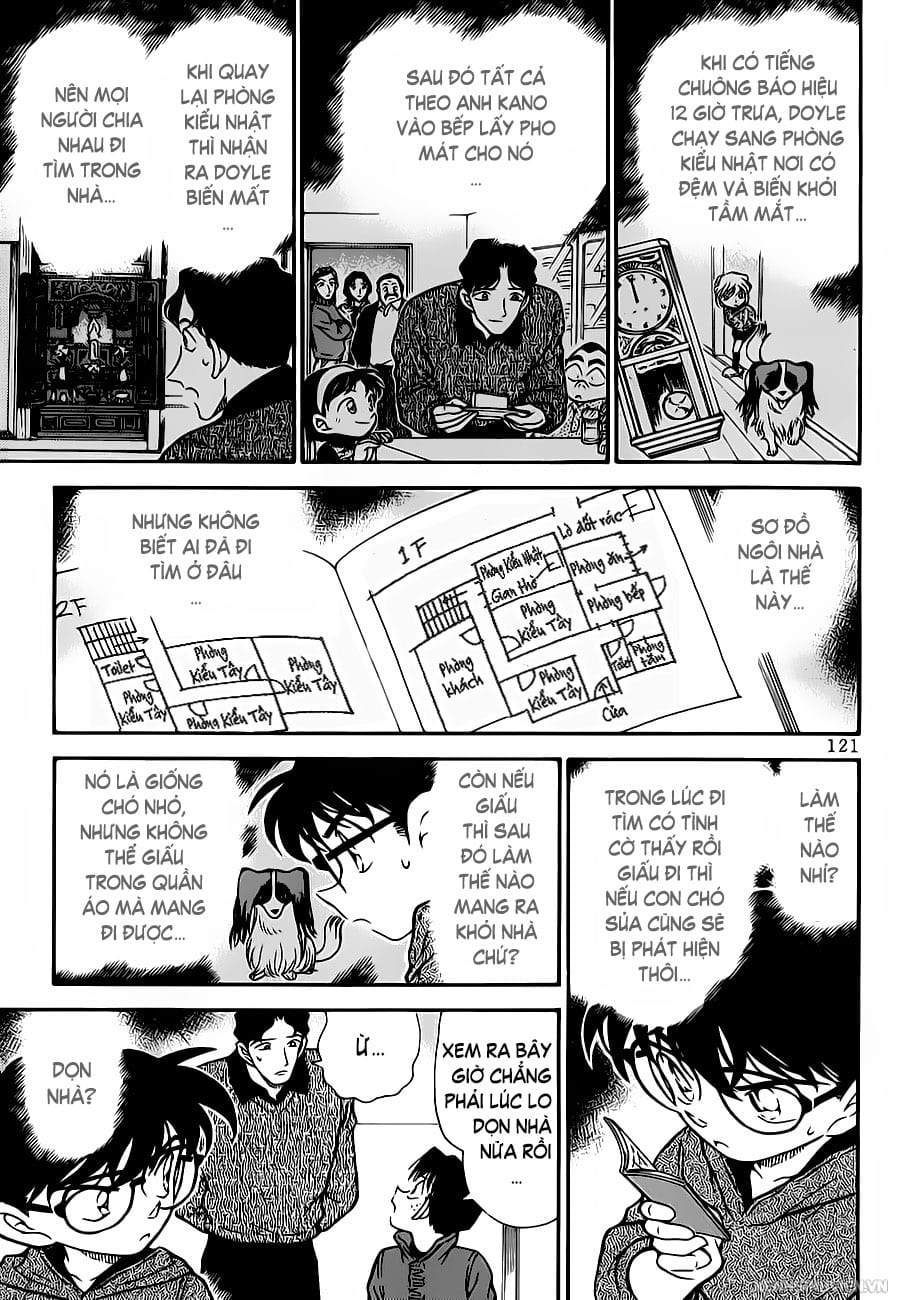 KHI CÓ TIẾNG
CHUÔNG BÁO HIỆU
12 GIỜ TRƯA, DOYLE
CHẠY SANG PHÒNG
KIỂU NHẬT NƠI CÓ
ĐỆM VÀ BIẾN KHỎI
TẦM MẮT...
SAU ĐÓ TẤT CẢ
THEO ANH KANO
VÀO BẾP LẤY PHO
MÁT CHO NÓ
...
KHI QUAY
LẠI PHÒNG
KIỂU NHẬT
THÌ NHẬN
RA DOYLE
BIẾN MẤT
...
NÊN MỌI
NGƯỜI CHIA
NHAU ĐI
TÌM TRONG
NHÀ...
SƠ ĐỒ
NGÔI NHÀ
LÀ THẾ
NÀY...
1F
Lò đốt rác
Phòng Kiểu Nhật
Gian thờ
Phòng ăn
Phòng Kiểu Tây
Phòng bếp
Phòng khách
Phòng Kiểu Tây
Toilet
Phòng tắm
Cửa
NHƯNG KHÔNG
BIẾT AI ĐÃ ĐI
TÌM Ở ĐÂU
...
2F
Toilet
Phòng Kiểu Tây
Phòng Kiểu Tây
Phòng Kiểu Tây
Phòng Kiểu Tây
121
LÀM
THẾ
NÀO
NHỈ?
TRONG LÚC ĐI
TÌM CÓ TÌNH
CỜ THẤY RỒI
GIẤU ĐI THÌ
NẾU CON CHÓ
SỦA CŨNG SẼ
BỊ PHÁT HIỆN
THÔI...
CÒN NẾU
GIẤU
THÌ SAU
ĐÓ LÀM
THẾ NÀO
MANG RA
KHỎI NHÀ
CHỨ?
NÓ LÀ GIỐNG
CHÓ NHỎ,
NHƯNG KHÔNG
THỂ GIẤU
TRONG QUẦN
ÁO MÀ MANG
ĐI ĐƯỢC...
XEM RA BÂY
GIỜ CHẲNG
PHẢI LÚC LO
DỌN NHÀ
NỮA RỒI
...
Ừ...
DỌN
NHÀ?